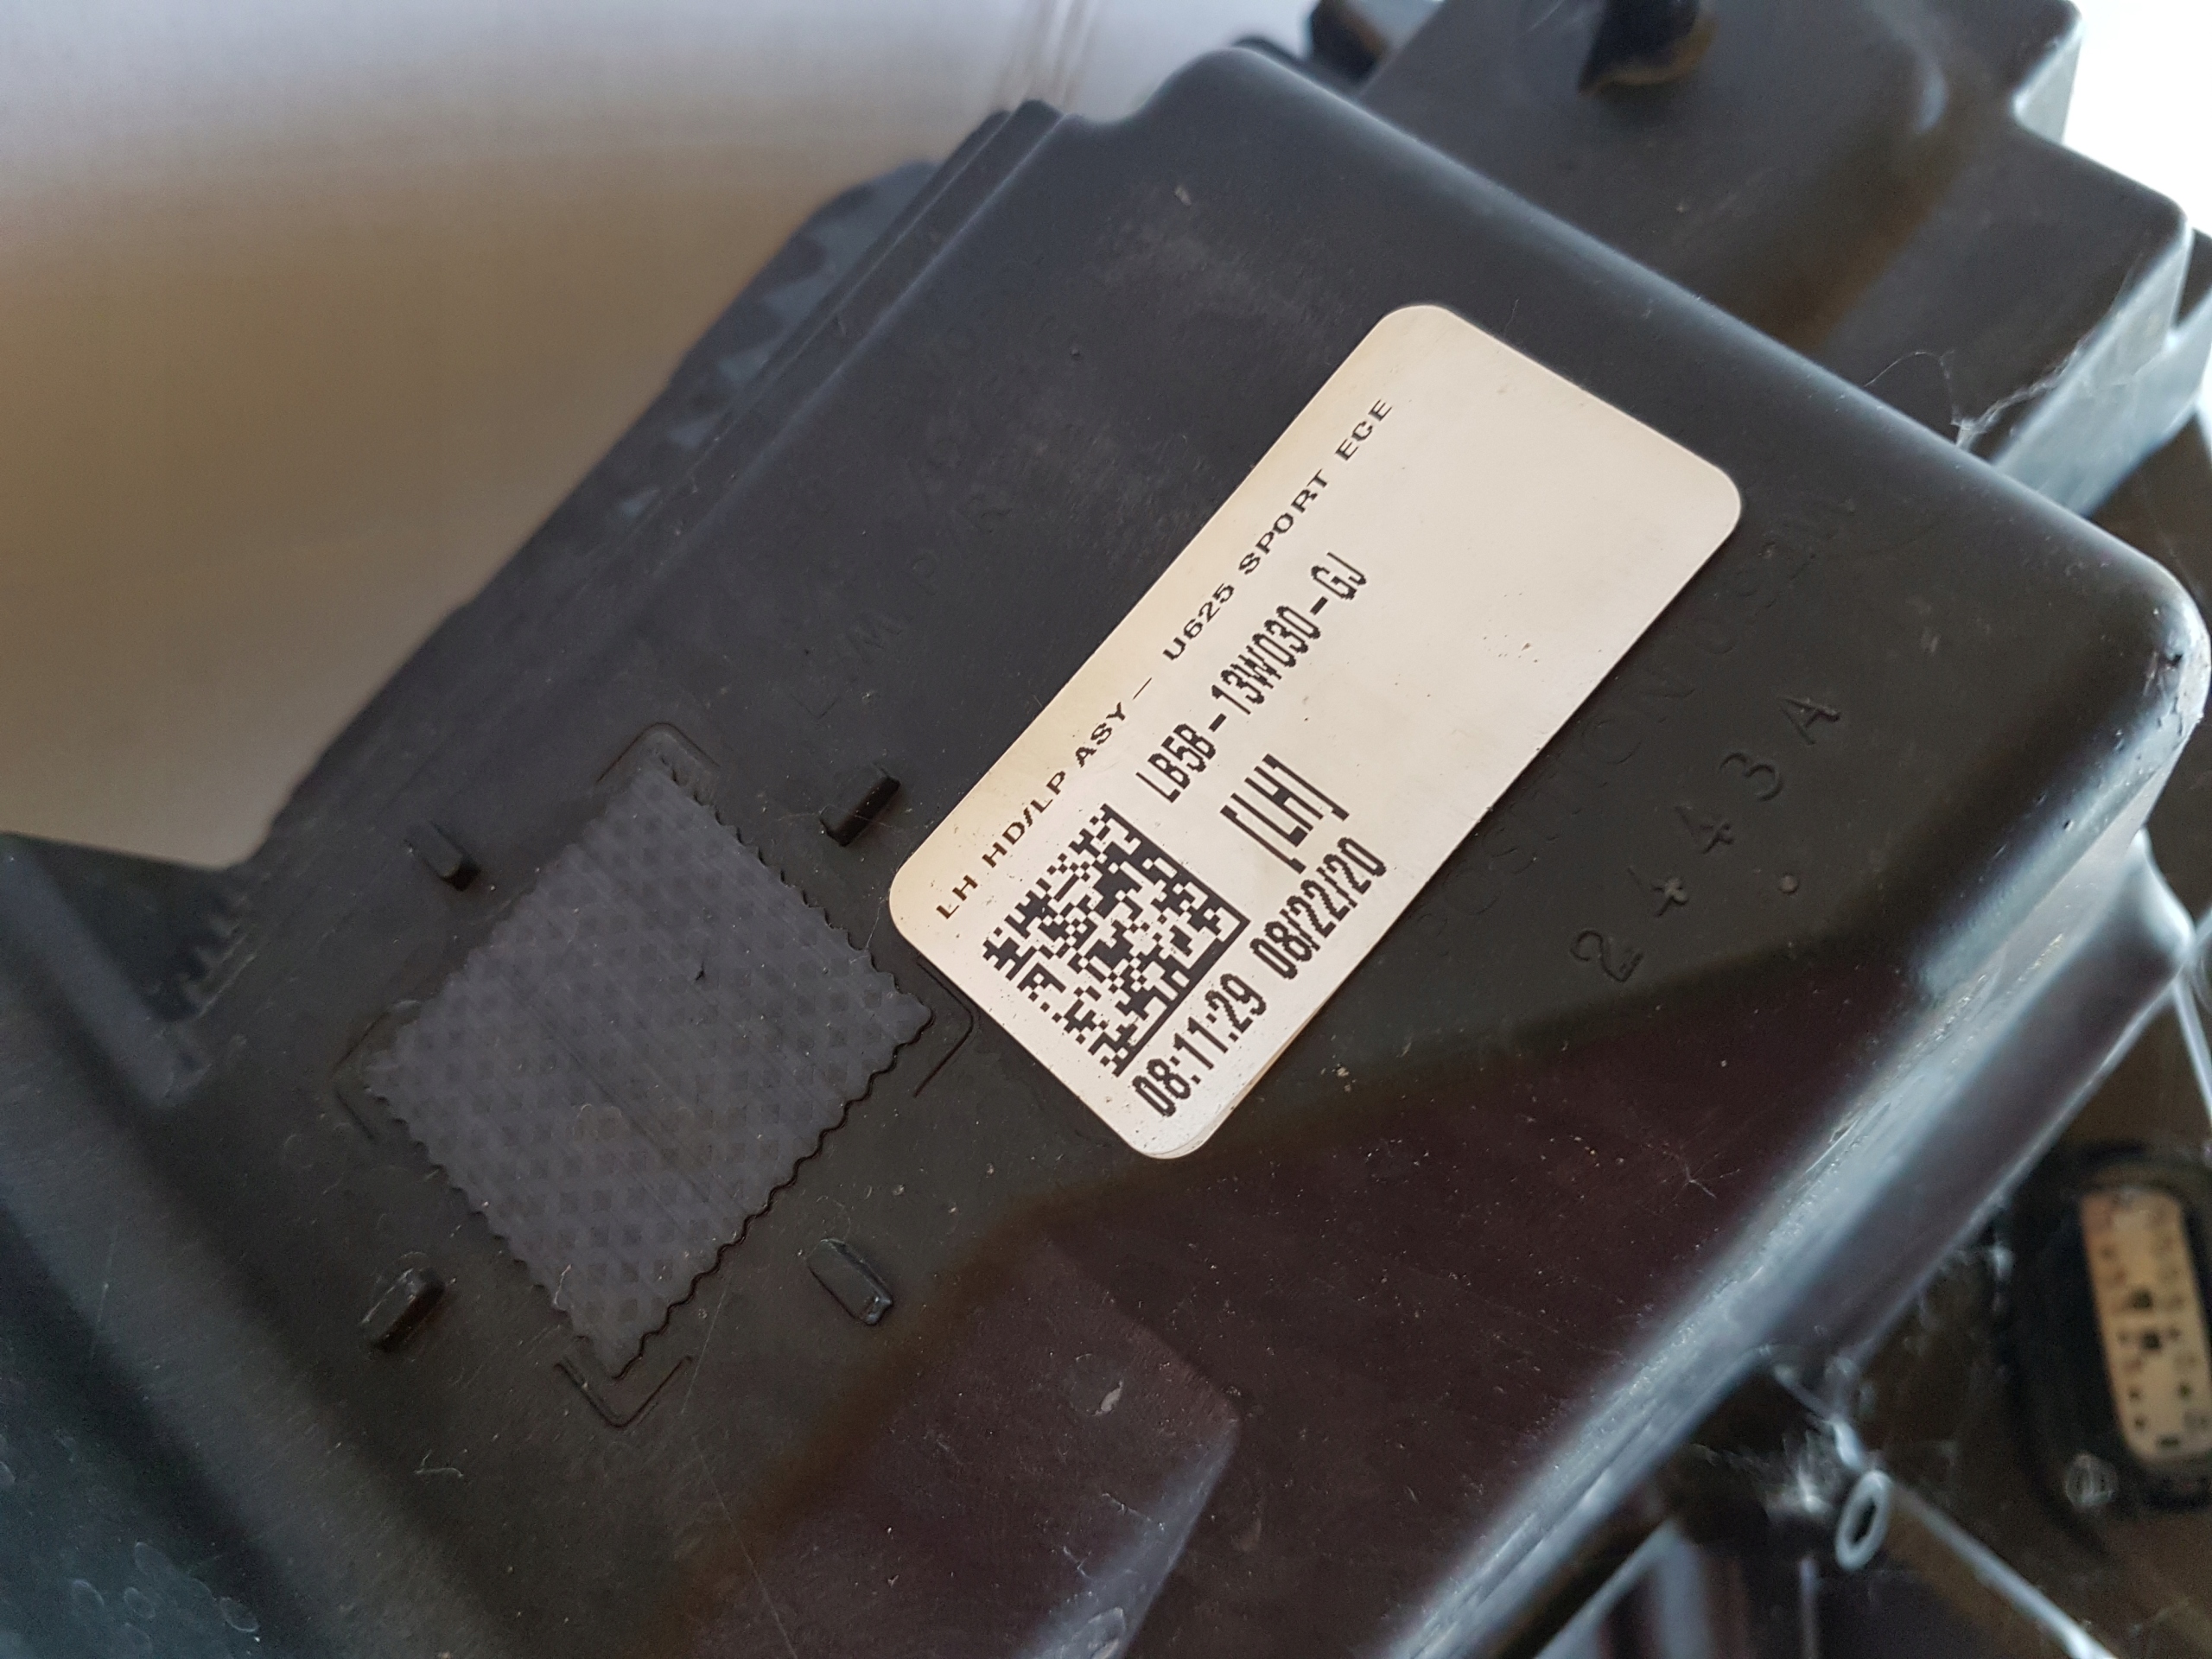 LH HD/LP ASY – U625 SPORT ECE
LB5B-13W030-GJ
[LH]
08:11:29 08/22/20
2443A